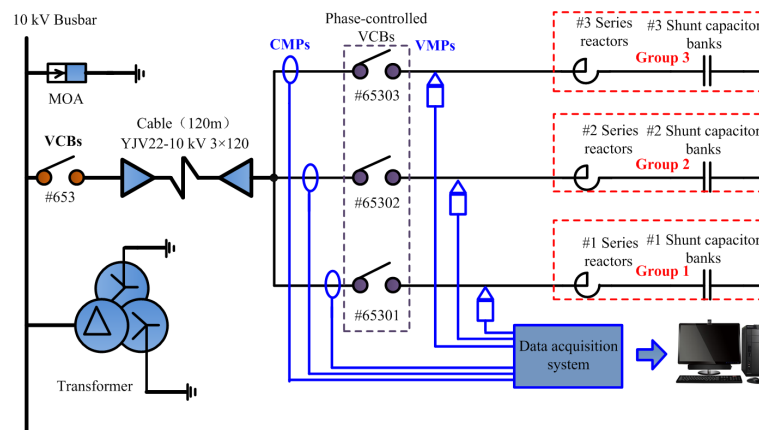 10 kV Busbar
MOA
VCBs
#653
Cable（120m）
YJV22-10 kV 3×120
Transformer
CMPs
Phase-controlled
VCBs
VMPs
#65303
#65302
#65301
#3 Series
reactors
#3 Shunt capacitor
banks
Group 3
#2 Series
reactors
#2 Shunt capacitor
banks
Group 2
#1 Series
reactors
#1 Shunt capacitor
banks
Group 1
Data acquisition
system